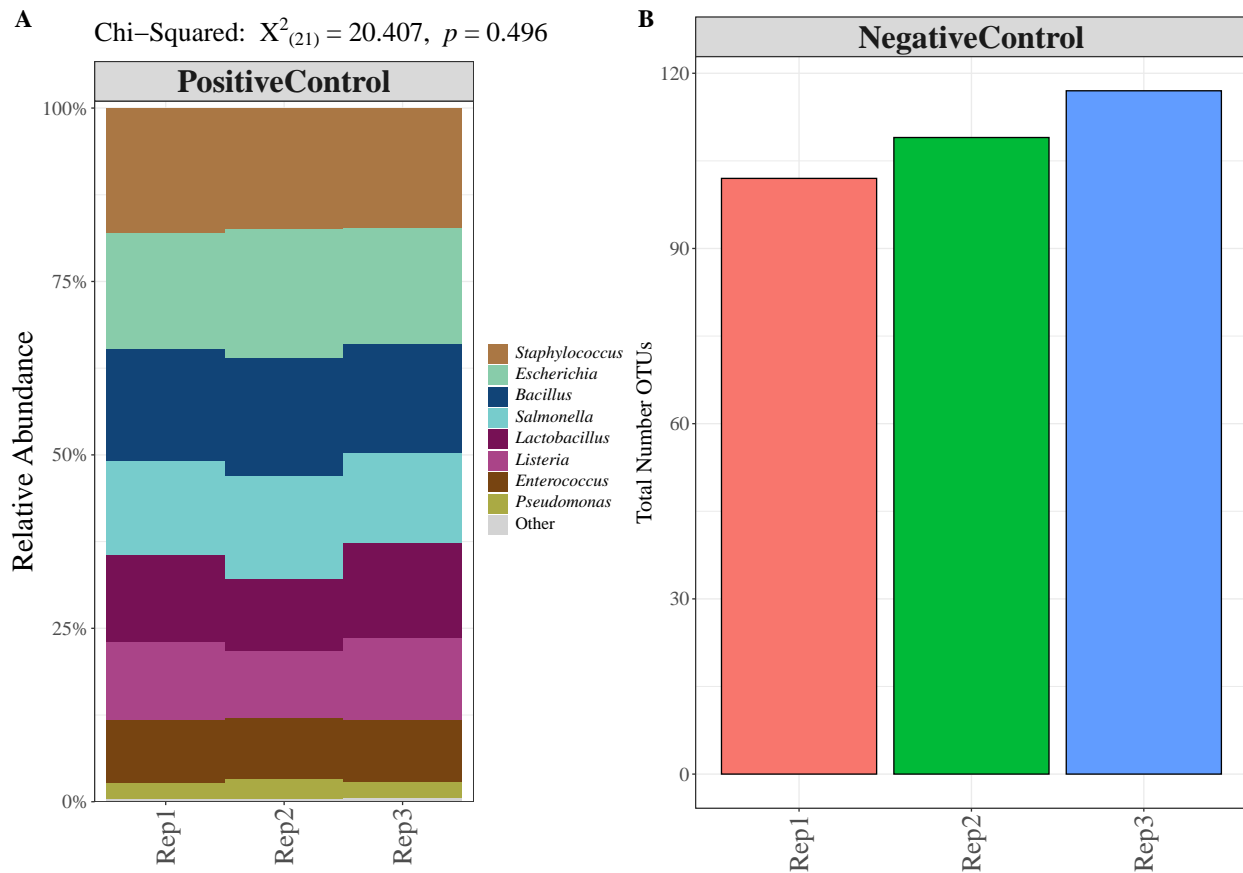 A
Chi−Squared: X²₍₂₁₎ = 20.407, p = 0.496
PositiveControl
100%
75%
50%
25%
0%
Relative Abundance
Rep1
Rep2
Rep3
Staphylococcus
Escherichia
Bacillus
Salmonella
Lactobacillus
Listeria
Enterococcus
Pseudomonas
Other
B
NegativeControl
120
90
60
30
0
Total Number OTUs
Rep1
Rep2
Rep3